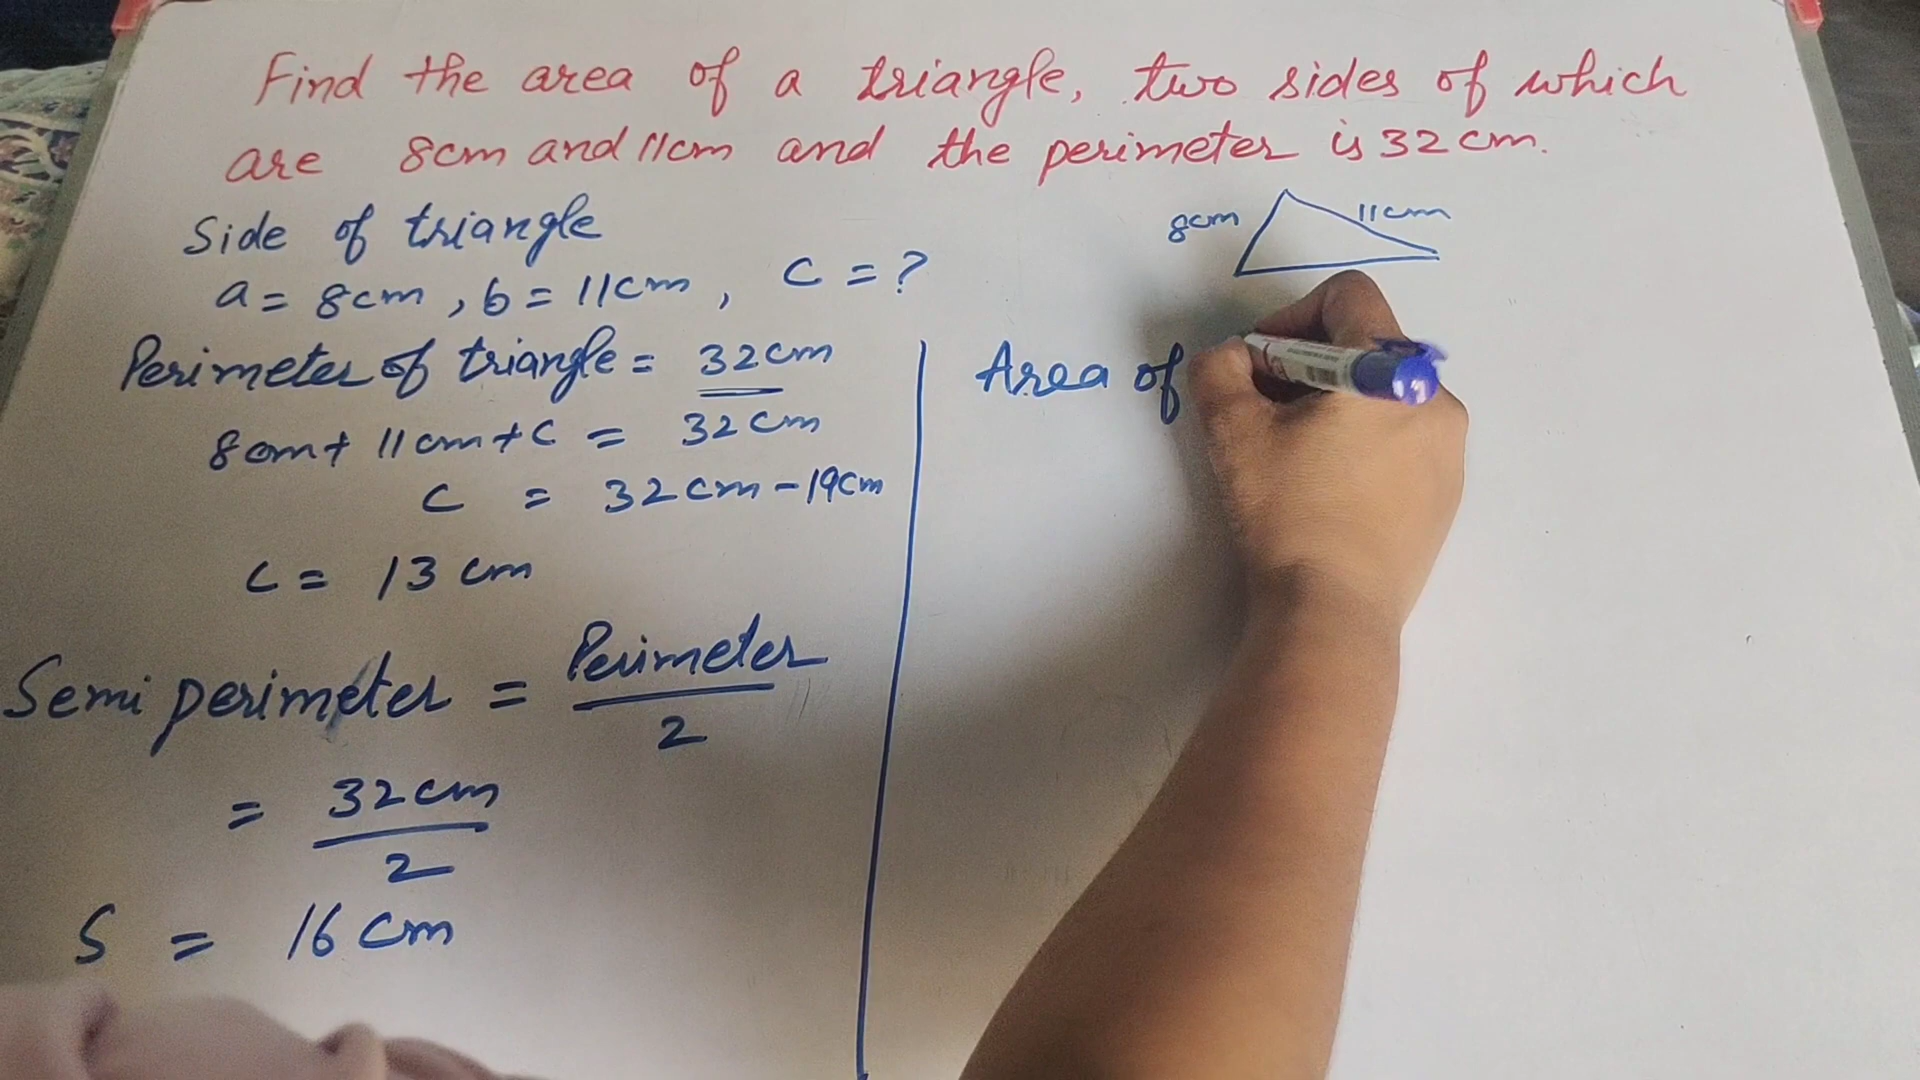 Find the area of a triangle, two sides of which
are 8cm and 11cm and the perimeter is 32 cm.
Side of triangle
a = 8cm , b = 11cm , C = ?
Perimeter of triangle = 32cm
8cm + 11cm + C = 32cm
C = 32cm - 19cm
C = 13 cm
Semi perimeter = Perimeter
2
= 32cm
2
S = 16 cm
8cm
11cm
Area of